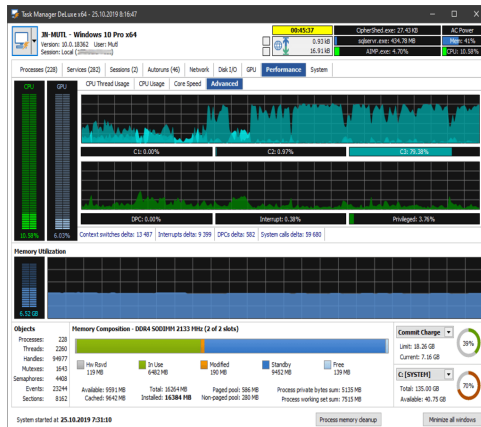 Task Manager DeLuxe x64 - 25.10.2019 8:16:47
JN-MUTL - Windows 10 Pro x64
Version: 10.0.18362 User: Mutl
Session: Local (
00:45:37
0.93 kB
16.91 kB
CipherShed.exe: 27.43 KB
sqlservr.exe: 434.78 MB
AIMP.exe: 4.70%
AC Power
Mem: 41%
CPU: 10.58%
Processes (228) Services (282) Sessions (2) Autoruns (46) Network Disk I/O GPU Performance System
CPU GPU
CPU Thread Usage CPU Usage Core Speed Advanced
C1: 0.00% C2: 0.97% C3: 79.38%
DPC: 0.00% Interrupt: 0.38% Privileged: 3.76%
10.58% 6.03%
Context switches delta: 13 487 Interrupts delta: 9 399 DPCs delta: 582 System calls delta: 59 680
Memory Utilization
6.52 GB
Objects
Processes: 228
Threads: 2260
Handles: 94977
Mutexes: 1643
Semaphores: 4408
Events: 23244
Sections: 8162
Memory Composition - DDR4 SODIMM 2133 MHz (2 of 2 slots)
Hw Rsvd
119 MB
In Use
6482 MB
Modified
190 MB
Standby
9452 MB
Free
139 MB
Available: 9591 MB Total: 16264 MB Paged pool: 586 MB Process private bytes sum: 5135 MB
Cached: 9642 MB Installed: 16384 MB Non-paged pool: 280 MB Process working set sum: 7515 MB
Commit Charge
Limit: 18.26 GB
Current: 7.16 GB
39%
C: [SYSTEM]
Total: 135.00 GB
Available: 40.75 GB
70%
System started at 25.10.2019 7:31:10
Process memory cleanup
Minimize all windows